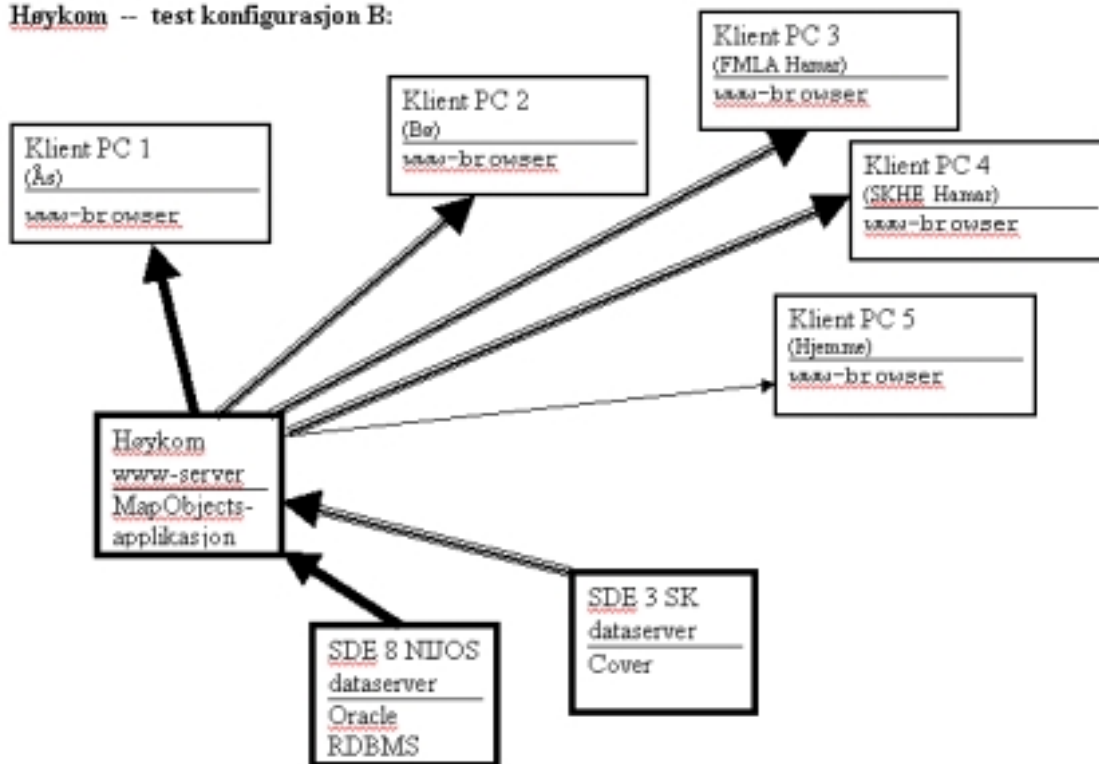 Høykom -- test konfigurasjon B:
Klient PC 3
(FMLA Hamar)
www-browser
Klient PC 2
(Bø)
www-browser
Klient PC 1
(Ås)
www-browser
Klient PC 4
(SKHE Hamar)
www-browser
Klient PC 5
(Hjemme)
www-browser
Høykom
www-server
MapObjects-
applikasjon
SDE 3 SK
dataserver
Cover
SDE 8 NIJOS
dataserver
Oracle
RDBMS